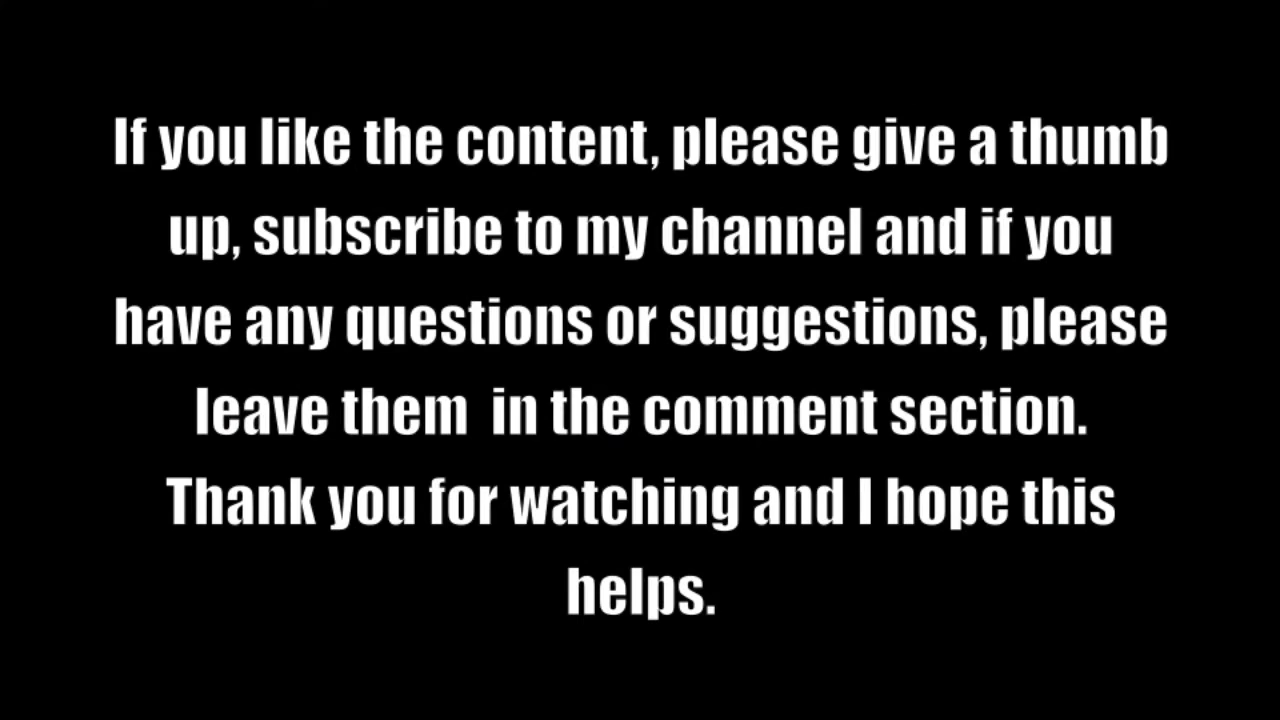 If you like the content, please give a thumb
up, subscribe to my channel and if you
have any questions or suggestions, please
leave them  in the comment section.
Thank you for watching and I hope this
helps.